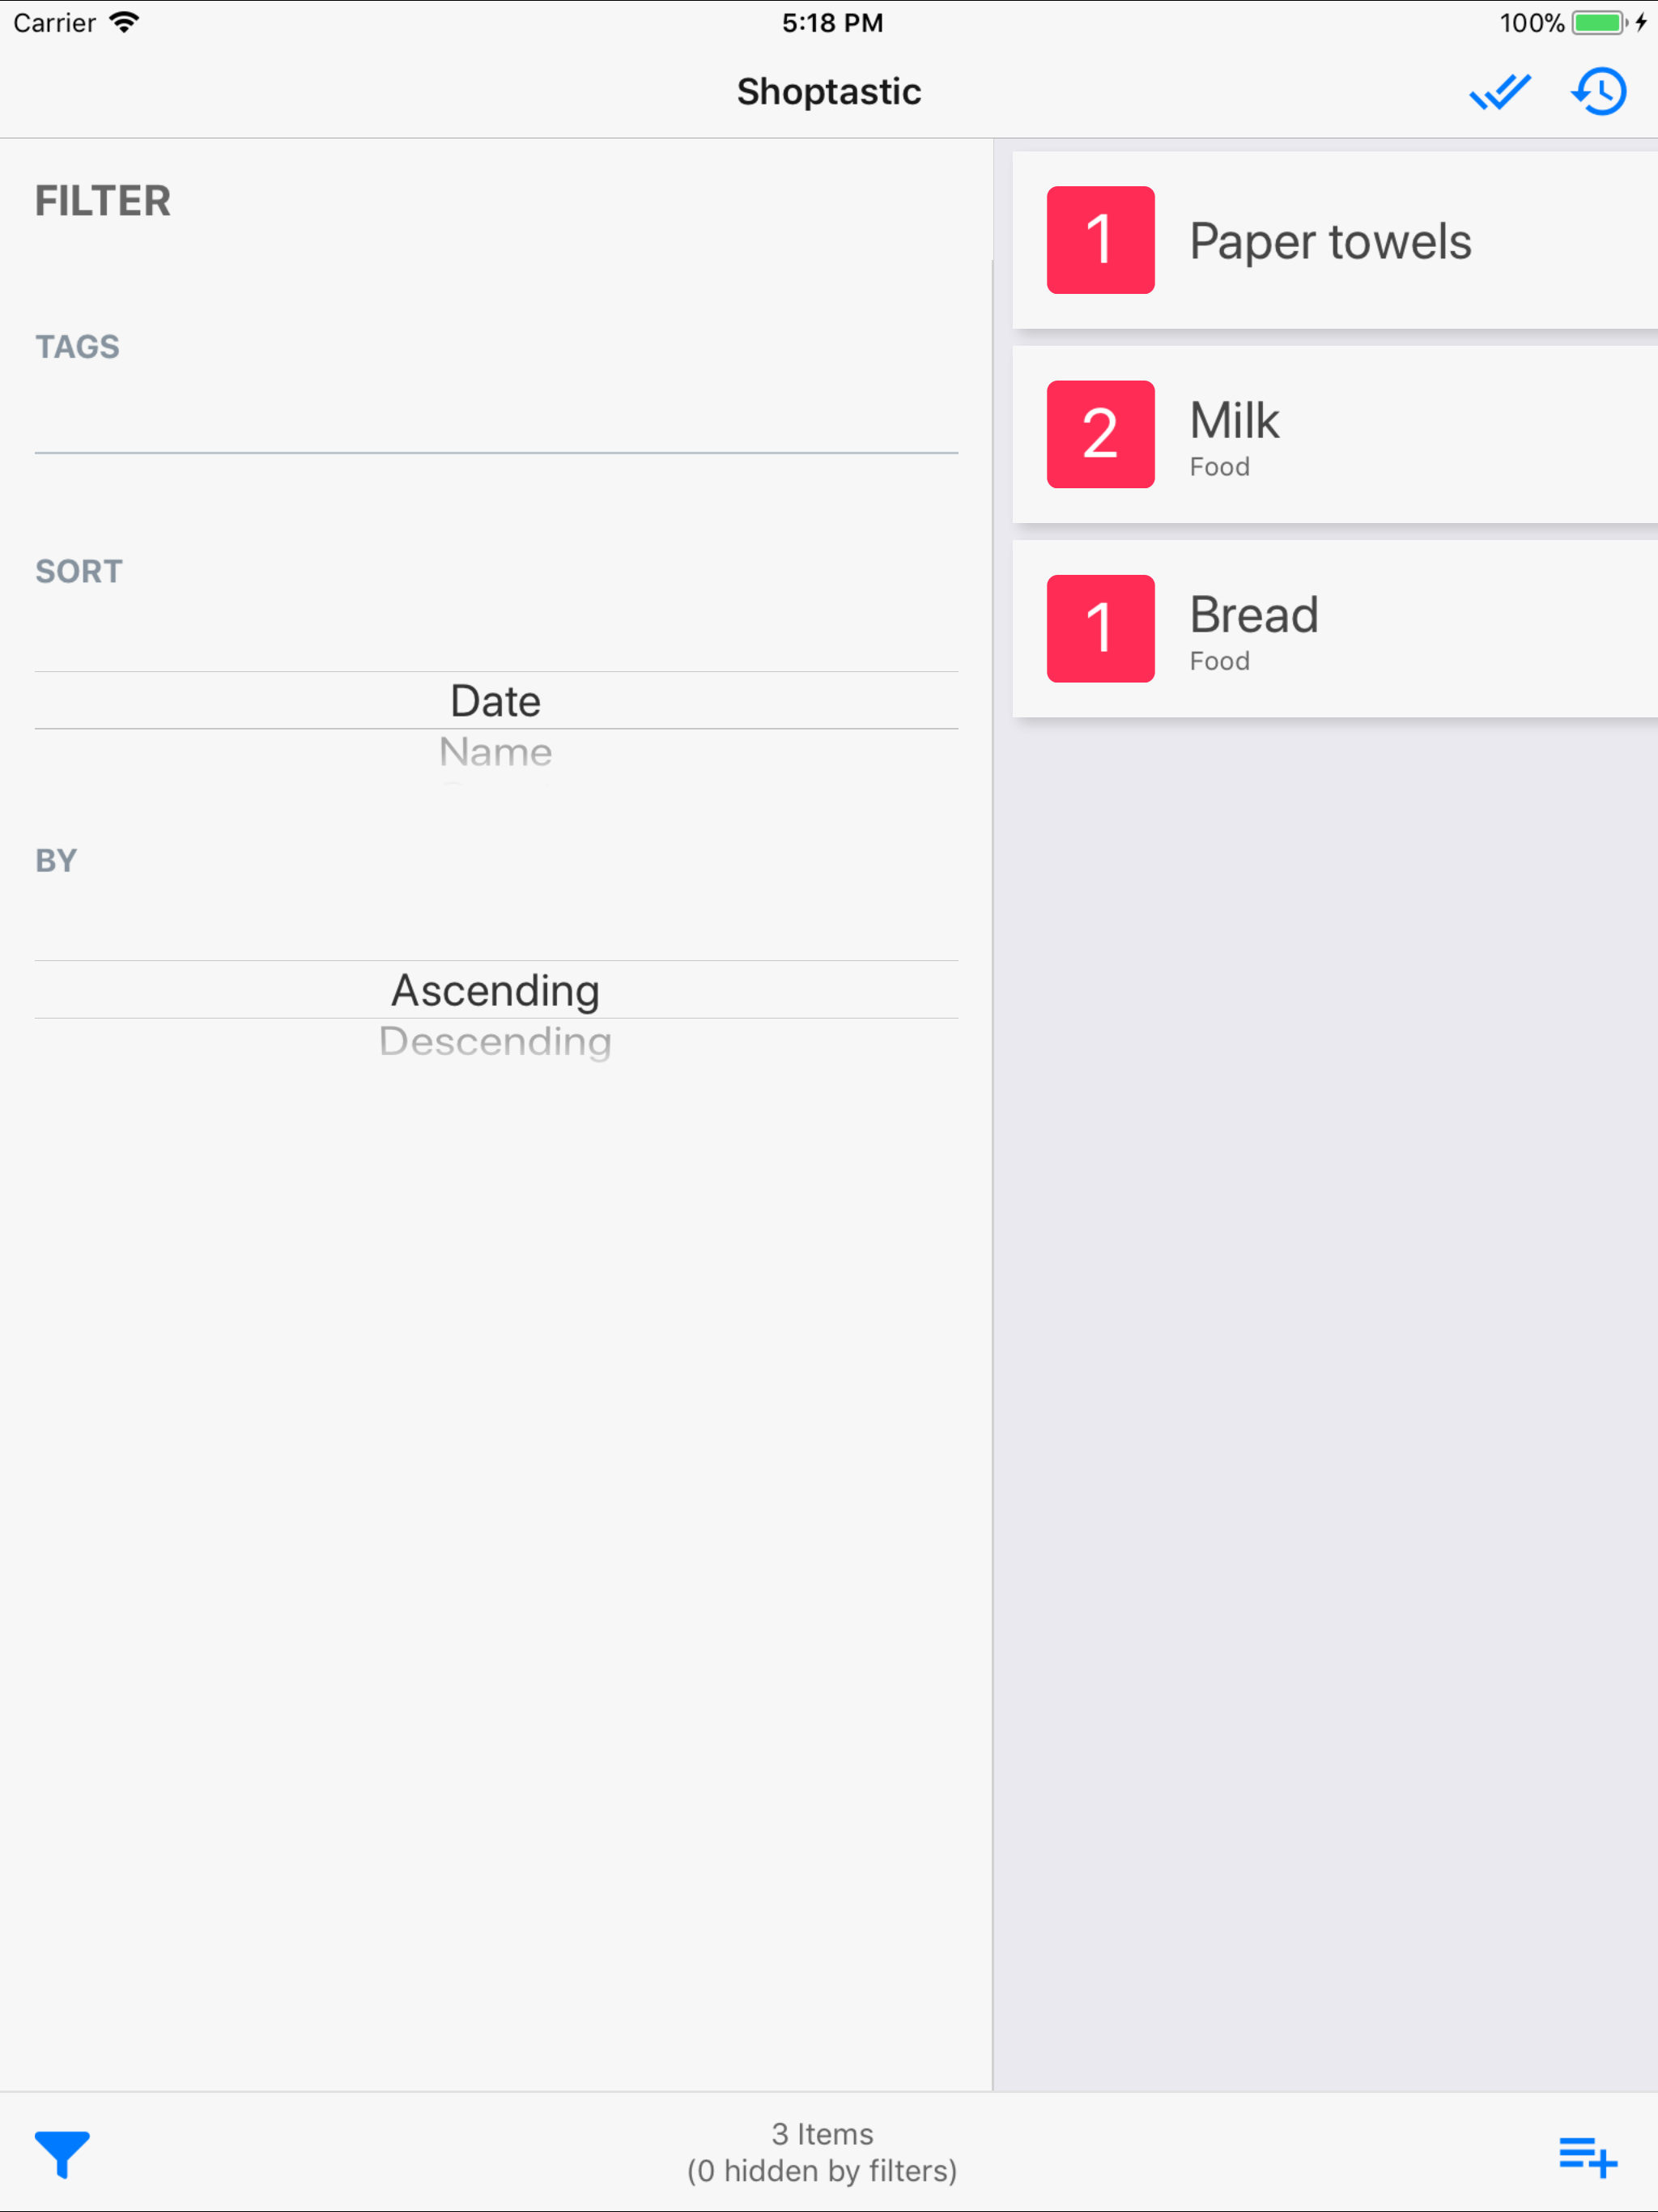 Carrier 5:18 PM 100%
Shoptastic
FILTER
TAGS
SORT
Date
Name
BY
Ascending
Descending
1 Paper towels
2 Milk
Food
1 Bread
Food
3 Items
(0 hidden by filters)